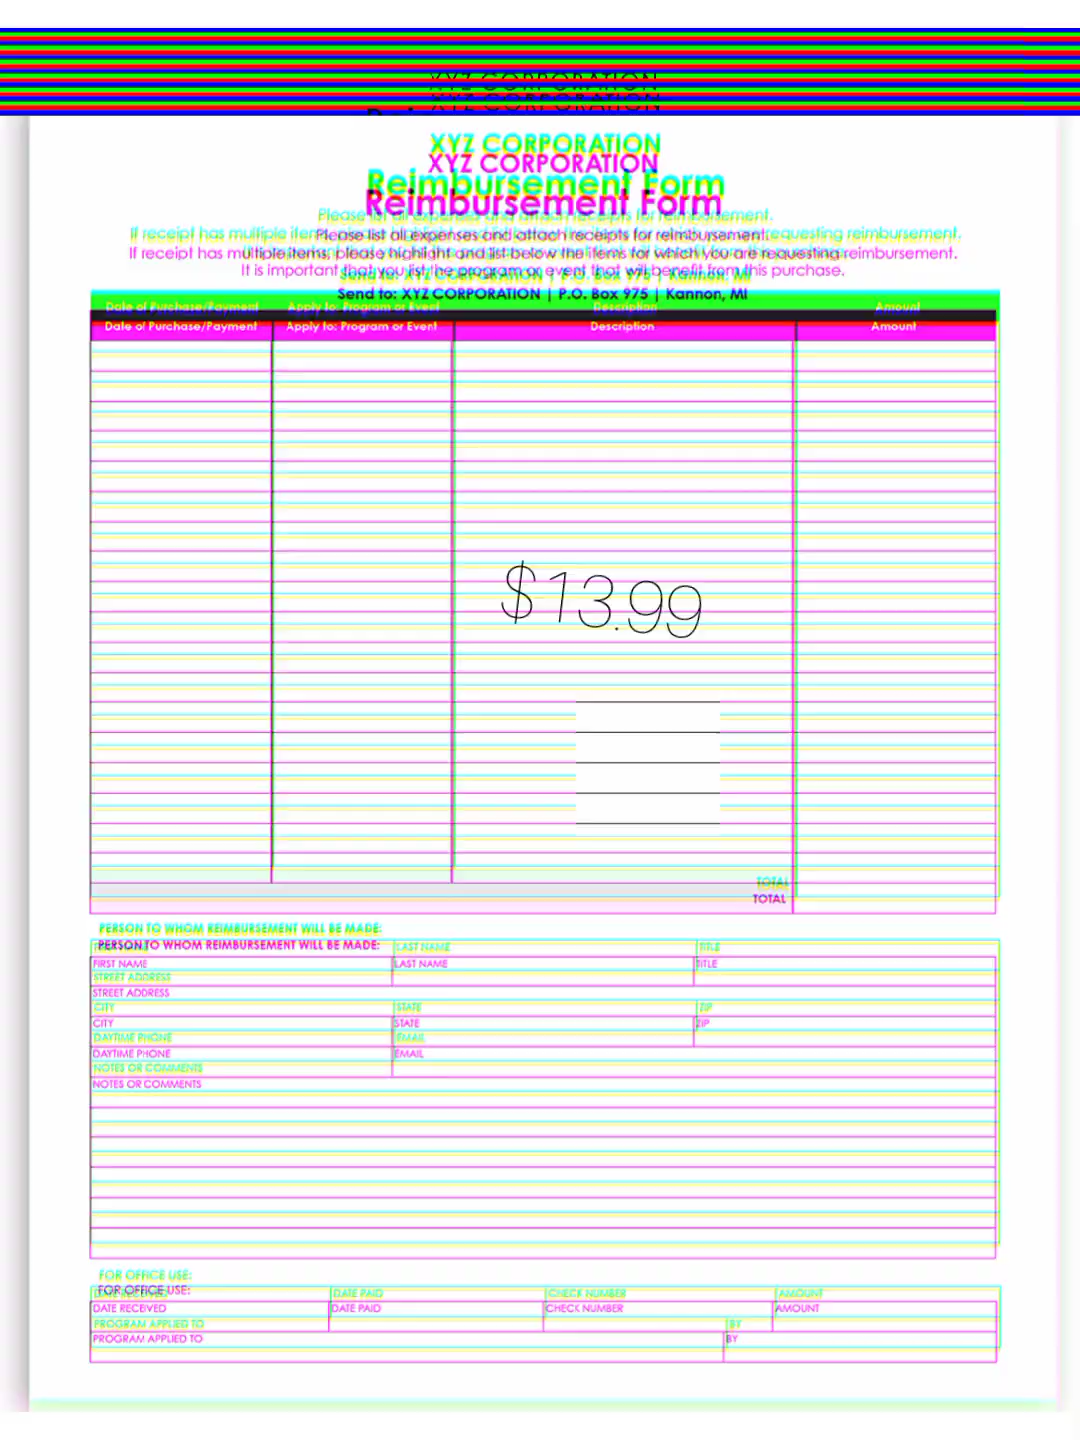 XYZ CORPORATION
Reimbursement Form
Please list all expenses and attach receipts for reimbursement.
If receipt has multiple items, please highlight and list below the items for which you are requesting reimbursement.
It is important that you list the program or event that will benefit from this purchase.
Send to: XYZ CORPORATION | P.O. Box 975 | Kannon, MI
Date of Purchase/Payment Apply to: Program or Event Description Amount
$13.99
TOTAL
PERSON TO WHOM REIMBURSEMENT WILL BE MADE:
FIRST NAME LAST NAME TITLE
STREET ADDRESS
CITY STATE ZIP
DAYTIME PHONE EMAIL
NOTES OR COMMENTS
FOR OFFICE USE:
DATE RECEIVED DATE PAID CHECK NUMBER AMOUNT
PROGRAM APPLIED TO BY